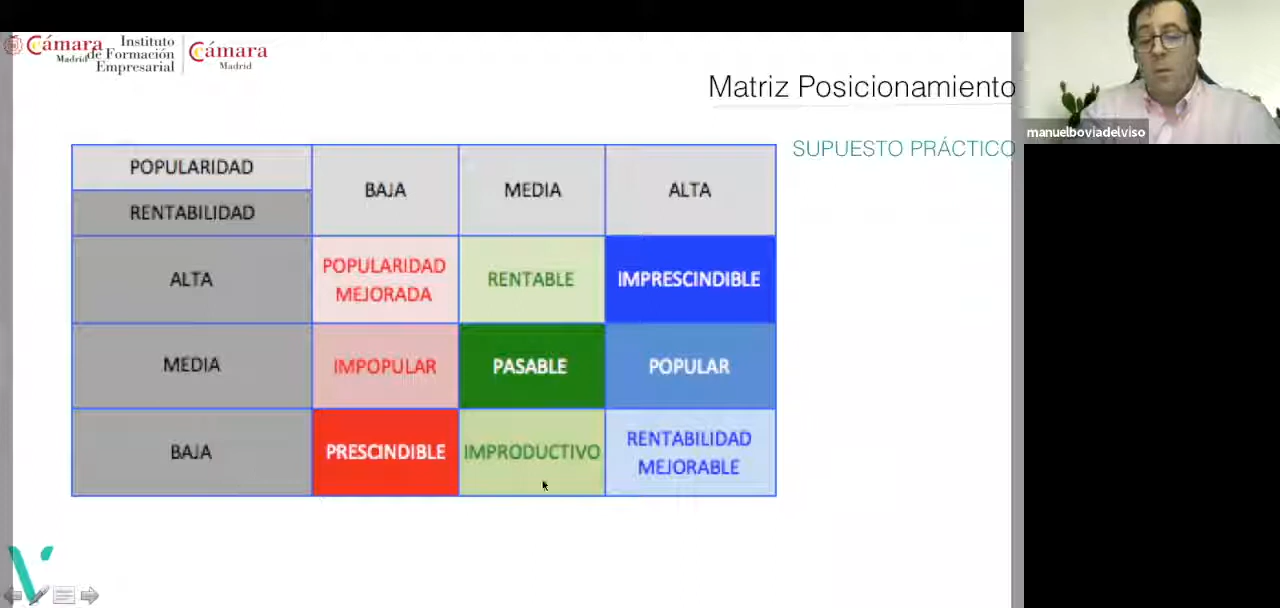 Cámara
Madrid
Instituto
de Formación
Empresarial
Cámara
Madrid
Matriz Posicionamiento
manuelboviadelviso
SUPUESTO PRÁCTICO
POPULARIDAD
RENTABILIDAD
BAJA
MEDIA
ALTA
ALTA
POPULARIDAD
MEJORADA
RENTABLE
IMPRESCINDIBLE
MEDIA
IMPOPULAR
PASABLE
POPULAR
BAJA
PRESCINDIBLE
IMPRODUCTIVO
RENTABILIDAD
MEJORABLE